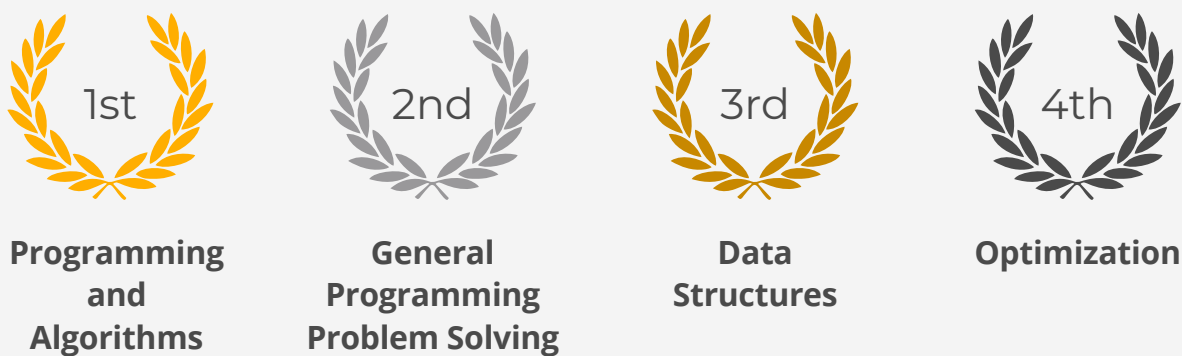 1st
2nd
3rd
4th
Programming
and
Algorithms
General
Programming
Problem Solving
Data
Structures
Optimization